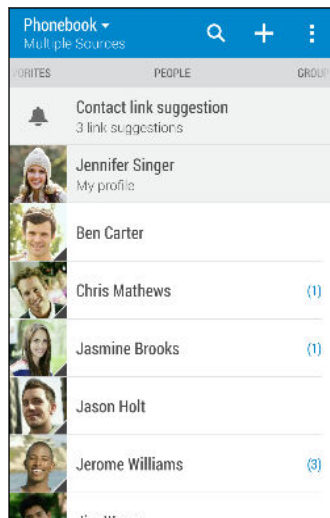 Phonebook
Multiple Sources
ORITES PEOPLE GROUP
Contact link suggestion
3 link suggestions
Jennifer Singer
My profile
Ben Carter
Chris Mathews (1)
Jasmine Brooks (1)
Jason Holt
Jerome Williams (3)